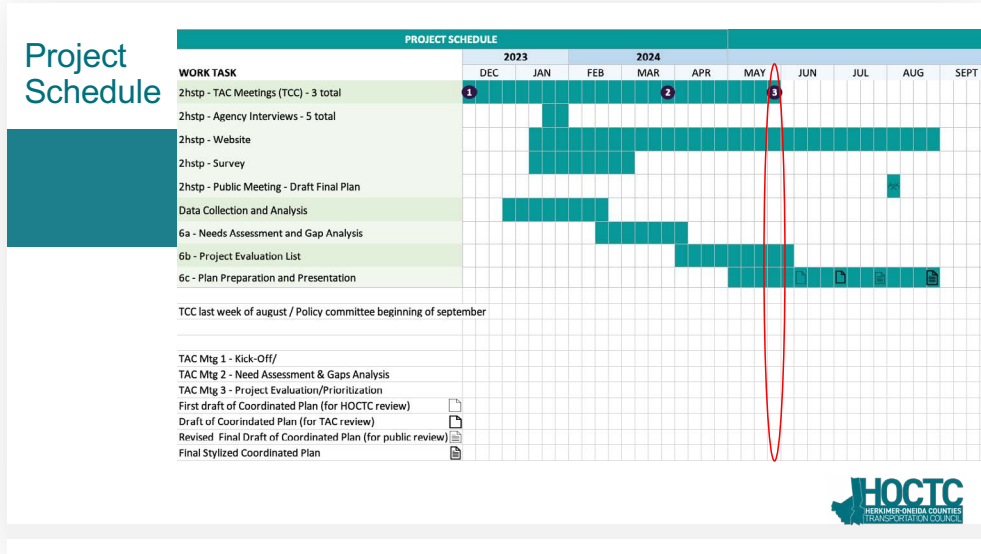 Project
Schedule
PROJECT SCHEDULE
2023 2024
WORK TASK DEC JAN FEB MAR APR MAY JUN JUL AUG SEPT
2hstp - TAC Meetings (TCC) - 3 total 1 2 3
2hstp - Agency Interviews - 5 total
2hstp - Website
2hstp - Survey
2hstp - Public Meeting - Draft Final Plan
Data Collection and Analysis
6a - Needs Assessment and Gap Analysis
6b - Project Evaluation List
6c - Plan Preparation and Presentation
TCC last week of august / Policy committee beginning of september
TAC Mtg 1 - Kick-Off/
TAC Mtg 2 - Need Assessment & Gaps Analysis
TAC Mtg 3 - Project Evaluation/Prioritization
First draft of Coordinated Plan (for HOCTC review)
Draft of Coorindated Plan (for TAC review)
Revised Final Draft of Coordinated Plan (for public review)
Final Stylized Coordinated Plan
HOCTC
HERKIMER-ONEIDA COUNTIES
TRANSPORTATION COUNCIL